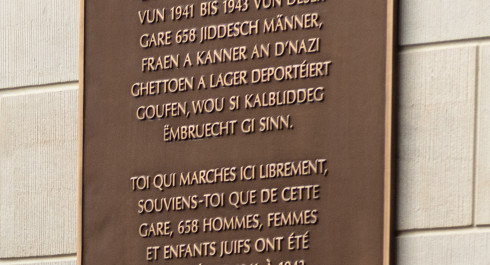 VUN 1941 BIS 1943 VUN DËSER
GARE 658 JIDDESCH MÄNNER,
FRAEN A KANNER AN D'NAZI
GHETTOEN A LAGER DEPORTÉIERT
GOUFEN, WOU SI KALBLIDDEG
ËMBRUECHT GI SINN.
TOI QUI MARCHES ICI LIBREMENT,
SOUVIENS-TOI QUE DE CETTE
GARE, 658 HOMMES, FEMMES
ET ENFANTS JUIFS ONT ÉTÉ
À 1943